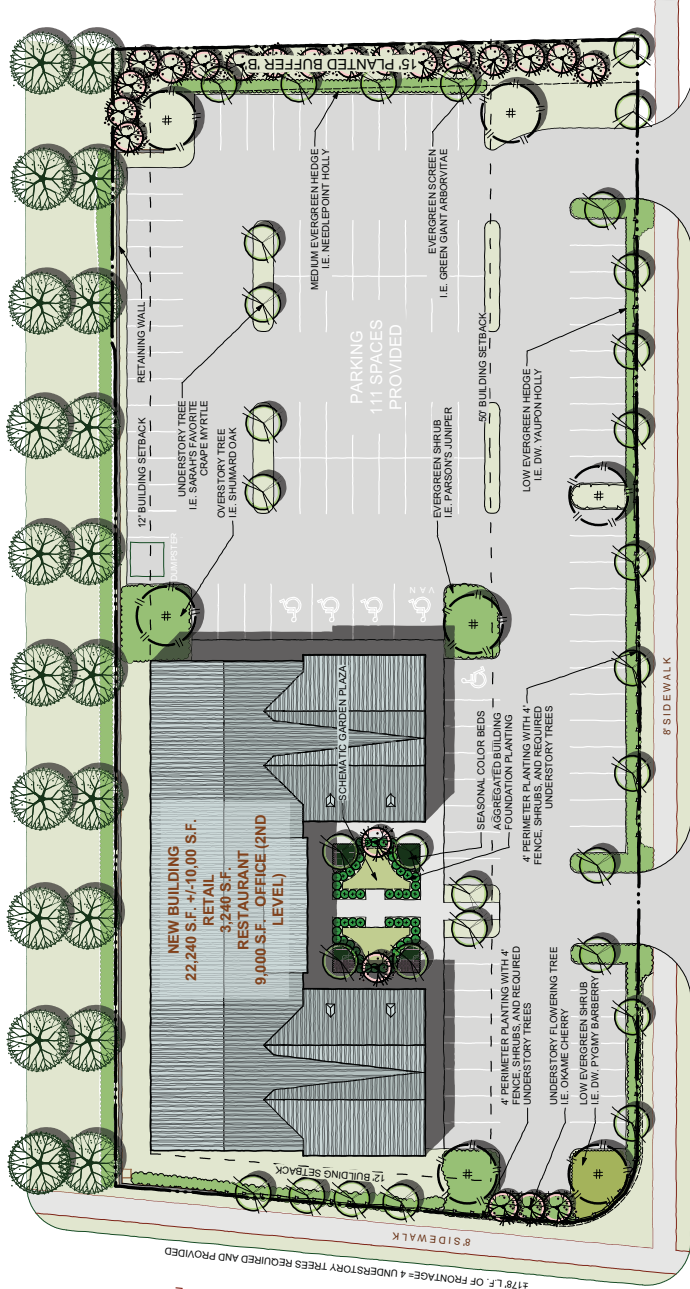 15' PLANTED BUFFER 'B'
MEDIUM EVERGREEN HEDGE
I.E. NEEDLEPOINT HOLLY
EVERGREEN SCREEN
I.E. GREEN GIANT ARBORVITAE
RETAINING WALL
12' BUILDING SETBACK
UNDERSTORY TREE
I.E. SARAH'S FAVORITE
CRAPE MYRTLE
OVERSTORY TREE
I.E. SHUMARD OAK
PARKING
111 SPACES
PROVIDED
50' BUILDING SETBACK
EVERGREEN SHRUB
I.E. PARSON'S JUNIPER
LOW EVERGREEN HEDGE
I.E. DW. YAUPON HOLLY
DUMPSTER
VAN
8' SIDEWALK
SCHEMATIC GARDEN PLAZA
SEASONAL COLOR BEDS
AGGREGATED BUILDING
FOUNDATION PLANTING
4' PERIMETER PLANTING WITH 4'
FENCE, SHRUBS, AND REQUIRED
UNDERSTORY TREES
NEW BUILDING
22,240 S.F. +/-10,00 S.F.
RETAIL
3,240 S.F.
RESTAURANT
9,000 S.F. OFFICE (2ND
LEVEL)
4' PERIMETER PLANTING WITH 4'
FENCE, SHRUBS, AND REQUIRED
UNDERSTORY TREES
UNDERSTORY FLOWERING TREE
I.E. OKAME CHERRY
LOW EVERGREEN SHRUB
I.E. DW. PYGMY BARBERRY
12' BUILDING SETBACK
8' SIDEWALK
±178' L.F. OF FRONTAGE= 4 UNDERSTORY TREES REQUIRED AND PROVIDED